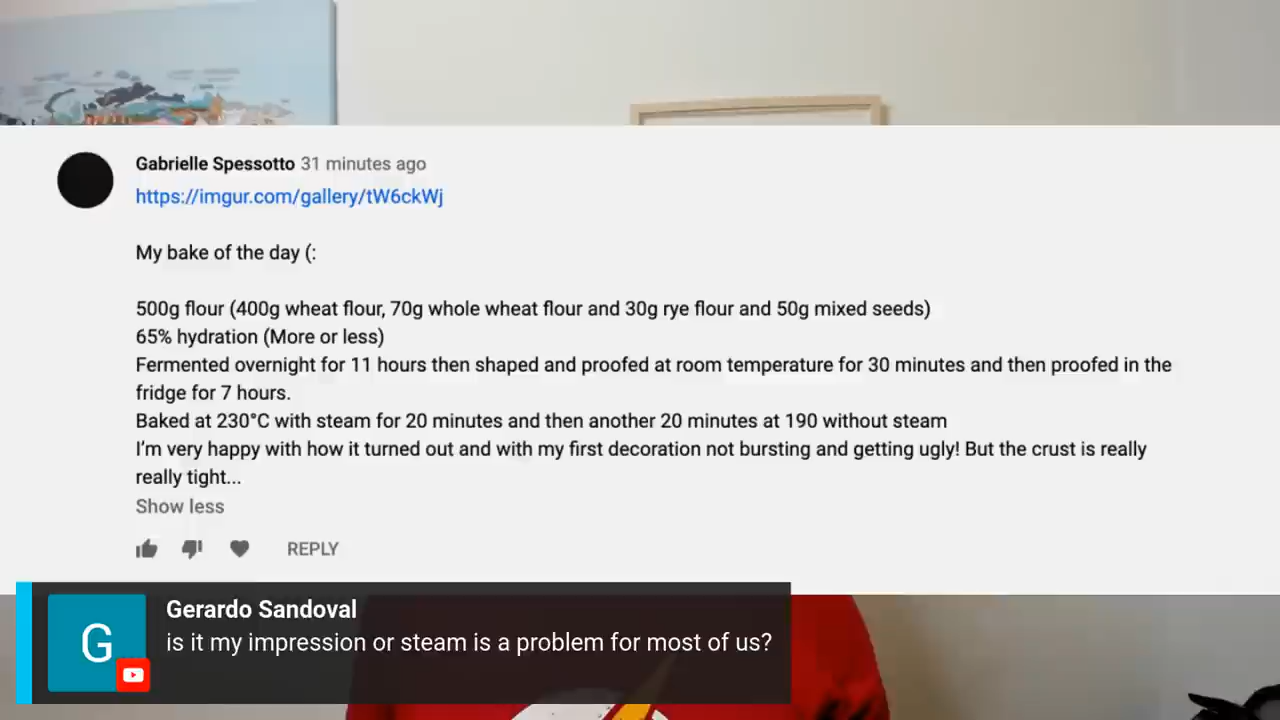 Gabrielle Spessotto 31 minutes ago
https://imgur.com/gallery/tW6ckWj
My bake of the day (:
500g flour (400g wheat flour, 70g whole wheat flour and 30g rye flour and 50g mixed seeds)
65% hydration (More or less)
Fermented overnight for 11 hours then shaped and proofed at room temperature for 30 minutes and then proofed in the
fridge for 7 hours.
Baked at 230°C with steam for 20 minutes and then another 20 minutes at 190 without steam
I’m very happy with how it turned out and with my first decoration not bursting and getting ugly! But the crust is really
really tight...
Show less
REPLY
G
Gerardo Sandoval
is it my impression or steam is a problem for most of us?